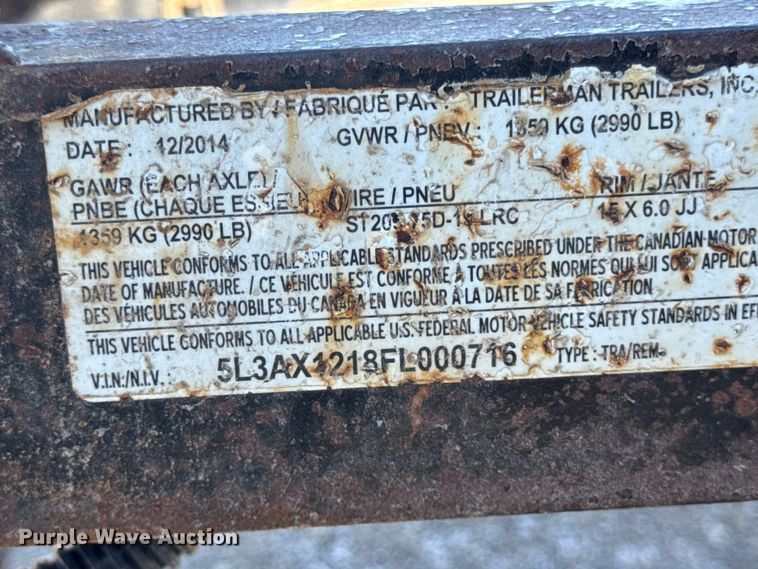 MANUFACTURED BY / FABRIQUÉ PAR : TRAILERMAN TRAILERS, INC.
DATE : 12/2014 GVWR / PNBV : 1359 KG (2990 LB)
GAWR (EACH AXLE) / TIRE / PNEU RIM / JANTE
PNBE (CHAQUE ESSIEU)
1359 KG (2990 LB) LRC 15 X 6.0 JJ
THIS VEHICLE CONFORMS TO ALL APPLICABLE STANDARDS PRESCRIBED UNDER THE CANADIAN MOTOR
DATE OF MANUFACTURE. / CE VÉHICULE EST CONFORME À TOUTES LES NORMES QUI LUI SONT APPLICABL
DES VÉHICULES AUTOMOBILES DU CANADA EN VIGUEUR À LA DATE DE SA FABRICATION
THIS VEHICLE CONFORMS TO ALL APPLICABLE U.S. FEDERAL MOTOR VEHICLE SAFETY STANDARDS IN EFF
V.I.N./N.I.V. : 5L3AX1218FL000716 TYPE : TRA/REM
Purple Wave Auction